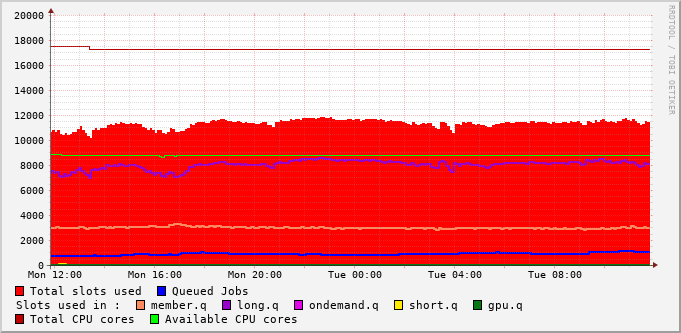 20000
18000
16000
14000
12000
10000
8000
6000
4000
2000
0
Mon 12:00 Mon 16:00 Mon 20:00 Tue 00:00 Tue 04:00 Tue 08:00
Total slots used Queued Jobs
Slots used in : member.q long.q ondemand.q short.q gpu.q
Total CPU cores Available CPU cores
RRDTOOL / TOBI OETIKER